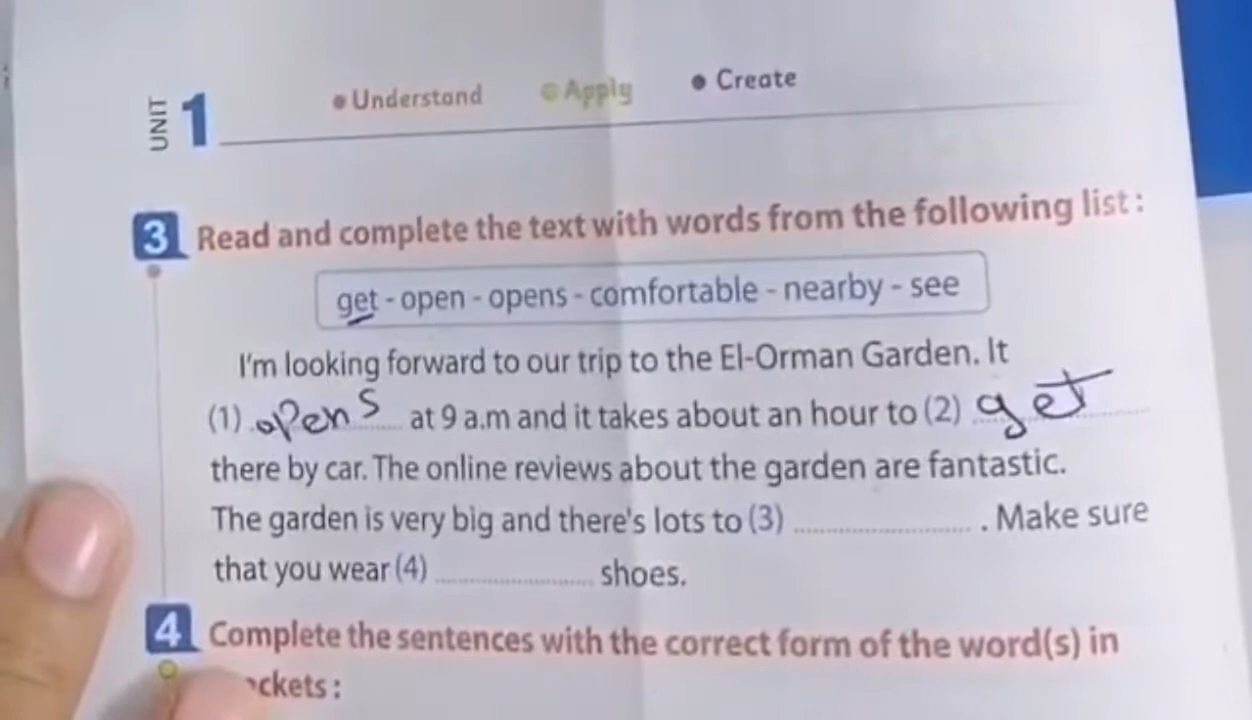 UNIT 1
Understand Apply Create
3 Read and complete the text with words from the following list :
get - open - opens - comfortable - nearby - see
I'm looking forward to our trip to the El-Orman Garden. It
(1) opens at 9 a.m and it takes about an hour to (2) get
there by car. The online reviews about the garden are fantastic.
The garden is very big and there's lots to (3) ........................ . Make sure
that you wear (4) ........................ shoes.
4 Complete the sentences with the correct form of the word(s) in
ckets :